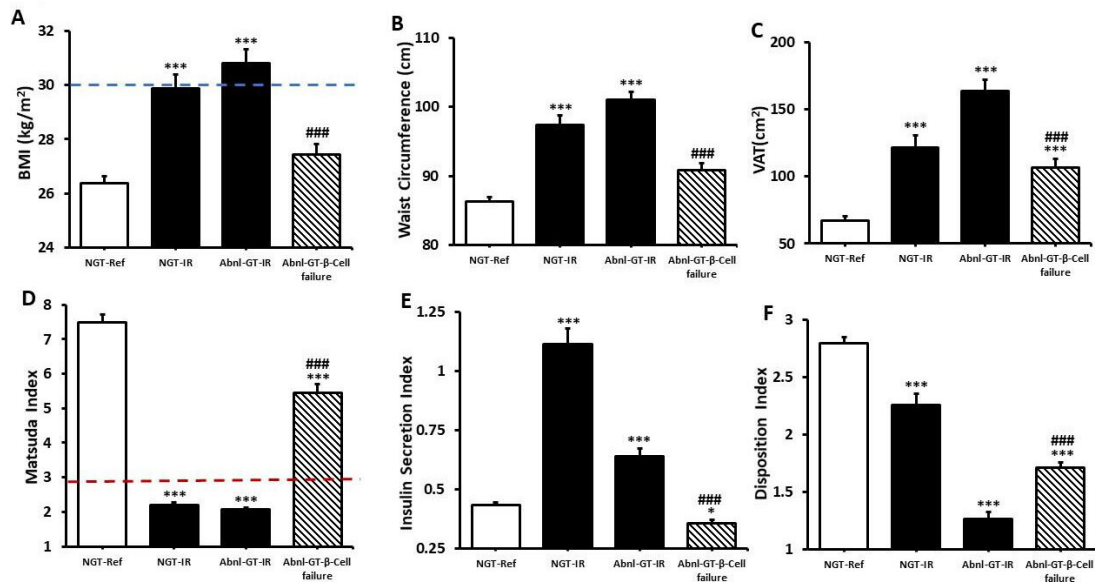 A
BMI (kg/m²)
32
30
28
26
24
***
***
###
NGT-Ref
NGT-IR
Abnl-GT-IR
Abnl-GT-β-Cell
failure
B
Waist Circumference (cm)
110
100
90
80
***
***
###
NGT-Ref
NGT-IR
Abnl-GT-IR
Abnl-GT-β-Cell
failure
C
VAT(cm²)
200
150
100
50
***
***
###
***
NGT-Ref
NGT-IR
Abnl-GT-IR
Abnl-GT-β-Cell
failure
D
Matsuda Index
8
7
6
5
4
3
2
1
***
***
###
***
NGT-Ref
NGT-IR
Abnl-GT-IR
Abnl-GT-β-Cell
failure
E
Insulin Secretion Index
1.25
1
0.75
0.5
0.25
***
***
###
*
NGT-Ref
NGT-IR
Abnl-GT-IR
Abnl-GT-β-Cell
failure
F
Disposition Index
3
2.5
2
1.5
1
***
***
###
***
NGT-Ref
NGT-IR
Abnl-GT-IR
Abnl-GT-β-Cell
failure